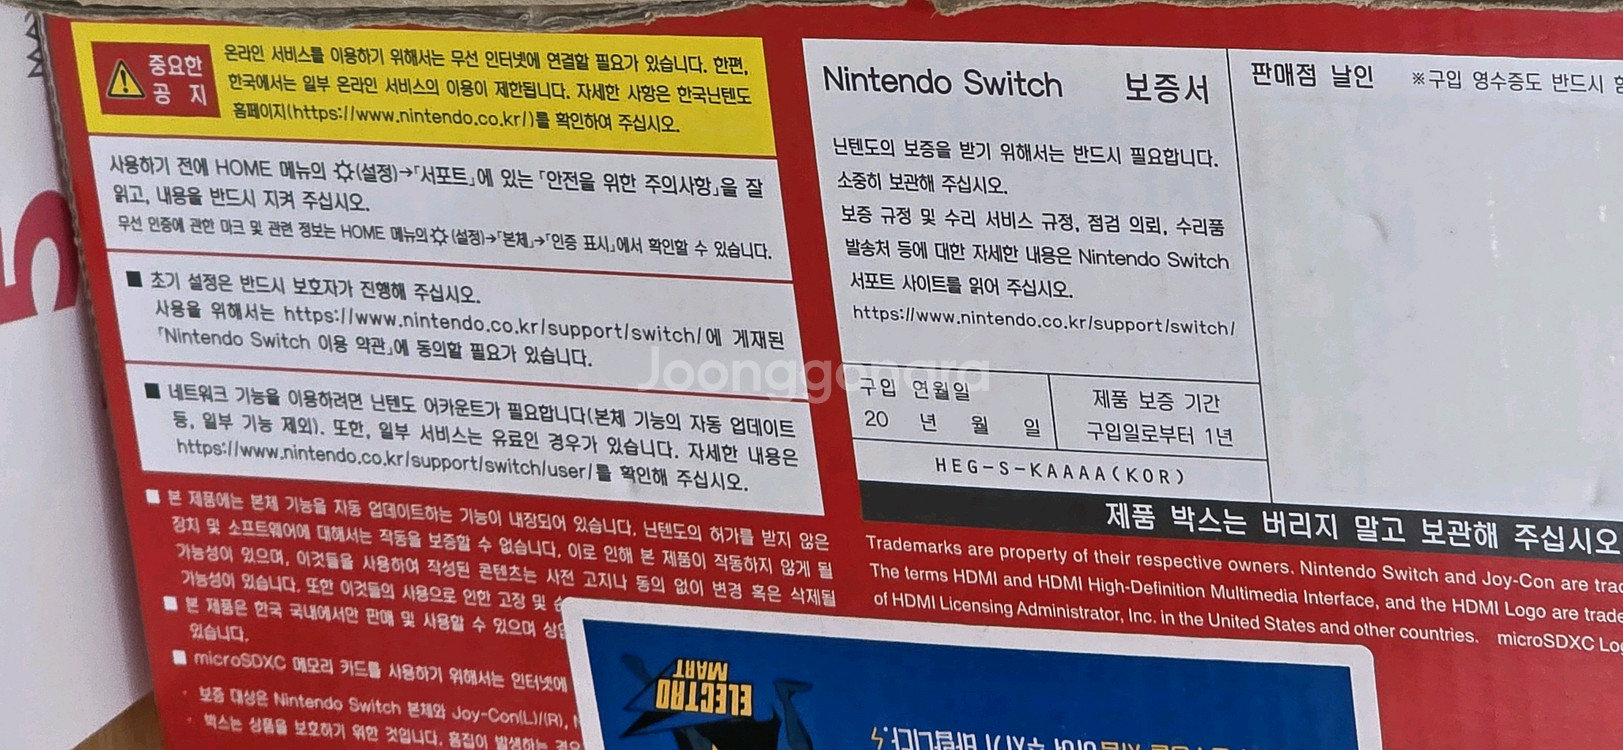 중요한
공 지
온라인 서비스를 이용하기 위해서는 무선 인터넷에 연결할 필요가 있습니다. 한편,
한국에서는 일부 온라인 서비스의 이용이 제한됩니다. 자세한 사항은 한국닌텐도
홈페이지(https://www.nintendo.co.kr/)를 확인하여 주십시오.
사용하기 전에 HOME 메뉴의 (설정)→「서포트」에 있는 「안전을 위한 주의사항」을 잘
읽고, 내용을 반드시 지켜 주십시오.
무선 인증에 관한 마크 및 관련 정보는 HOME 메뉴의 (설정)→「본체」→「인증 표시」에서 확인할 수 있습니다.
■ 초기 설정은 반드시 보호자가 진행해 주십시오.
사용을 위해서는 https://www.nintendo.co.kr/support/switch/에 게재된
「Nintendo Switch 이용 약관」에 동의할 필요가 있습니다.
■ 네트워크 기능을 이용하려면 닌텐도 어카운트가 필요합니다(본체 기능의 자동 업데이트
등, 일부 기능 제외). 또한, 일부 서비스는 유료인 경우가 있습니다. 자세한 내용은
https://www.nintendo.co.kr/support/switch/user/를 확인해 주십시오.
■ 본 제품에는 본체 기능을 자동 업데이트하는 기능이 내장되어 있습니다. 닌텐도의 허가를 받지 않은
장치 및 소프트웨어에 대해서는 작동을 보증할 수 없습니다. 이로 인해 본 제품이 작동하지 않게 될
가능성이 있으며, 이것들을 사용하여 작성된 콘텐츠는 사전 고지나 동의 없이 변경 혹은 삭제될
가능성이 있습니다. 또한 이것들의 사용으로 인한 고장 및
■ 본 제품은 한국 국내에서만 판매 및 사용할 수 있으며
있습니다.
■ microSDXC 메모리 카드를 사용하기 위해서는 인터넷에
· 보증 대상은 Nintendo Switch 본체와 Joy-Con(L)/(R),
· 박스는 상품을 보호하기 위한 것입니다. 흠집이 발생하는 경우
Nintendo Switch 보증서
닌텐도의 보증을 받기 위해서는 반드시 필요합니다.
소중히 보관해 주십시오.
보증 규정 및 수리 서비스 규정, 점검 의뢰, 수리품
발송처 등에 대한 자세한 내용은 Nintendo Switch
서포트 사이트를 읽어 주십시오.
https://www.nintendo.co.kr/support/switch/
구입 연월일
20 년 월 일
제품 보증 기간
구입일로부터 1년
HEG-S-KAAAA(KOR)
판매점 날인 ※구입 영수증도 반드시
제품 박스는 버리지 말고 보관해 주십시오
Trademarks are property of their respective owners. Nintendo Switch and Joy-Con are
The terms HDMI and HDMI High-Definition Multimedia Interface, and the HDMI Logo are
of HDMI Licensing Administrator, Inc. in the United States and other countries. microSDXC
Joonggonara
ELECTRO
MART